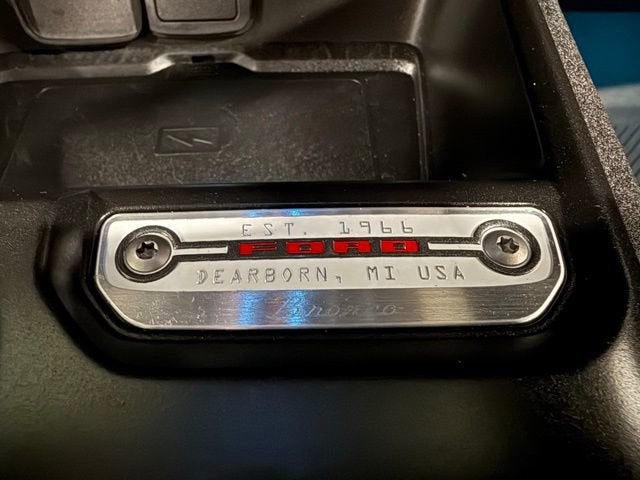 EST. 1966
FORD
DEARBORN, MI USA
Bronco